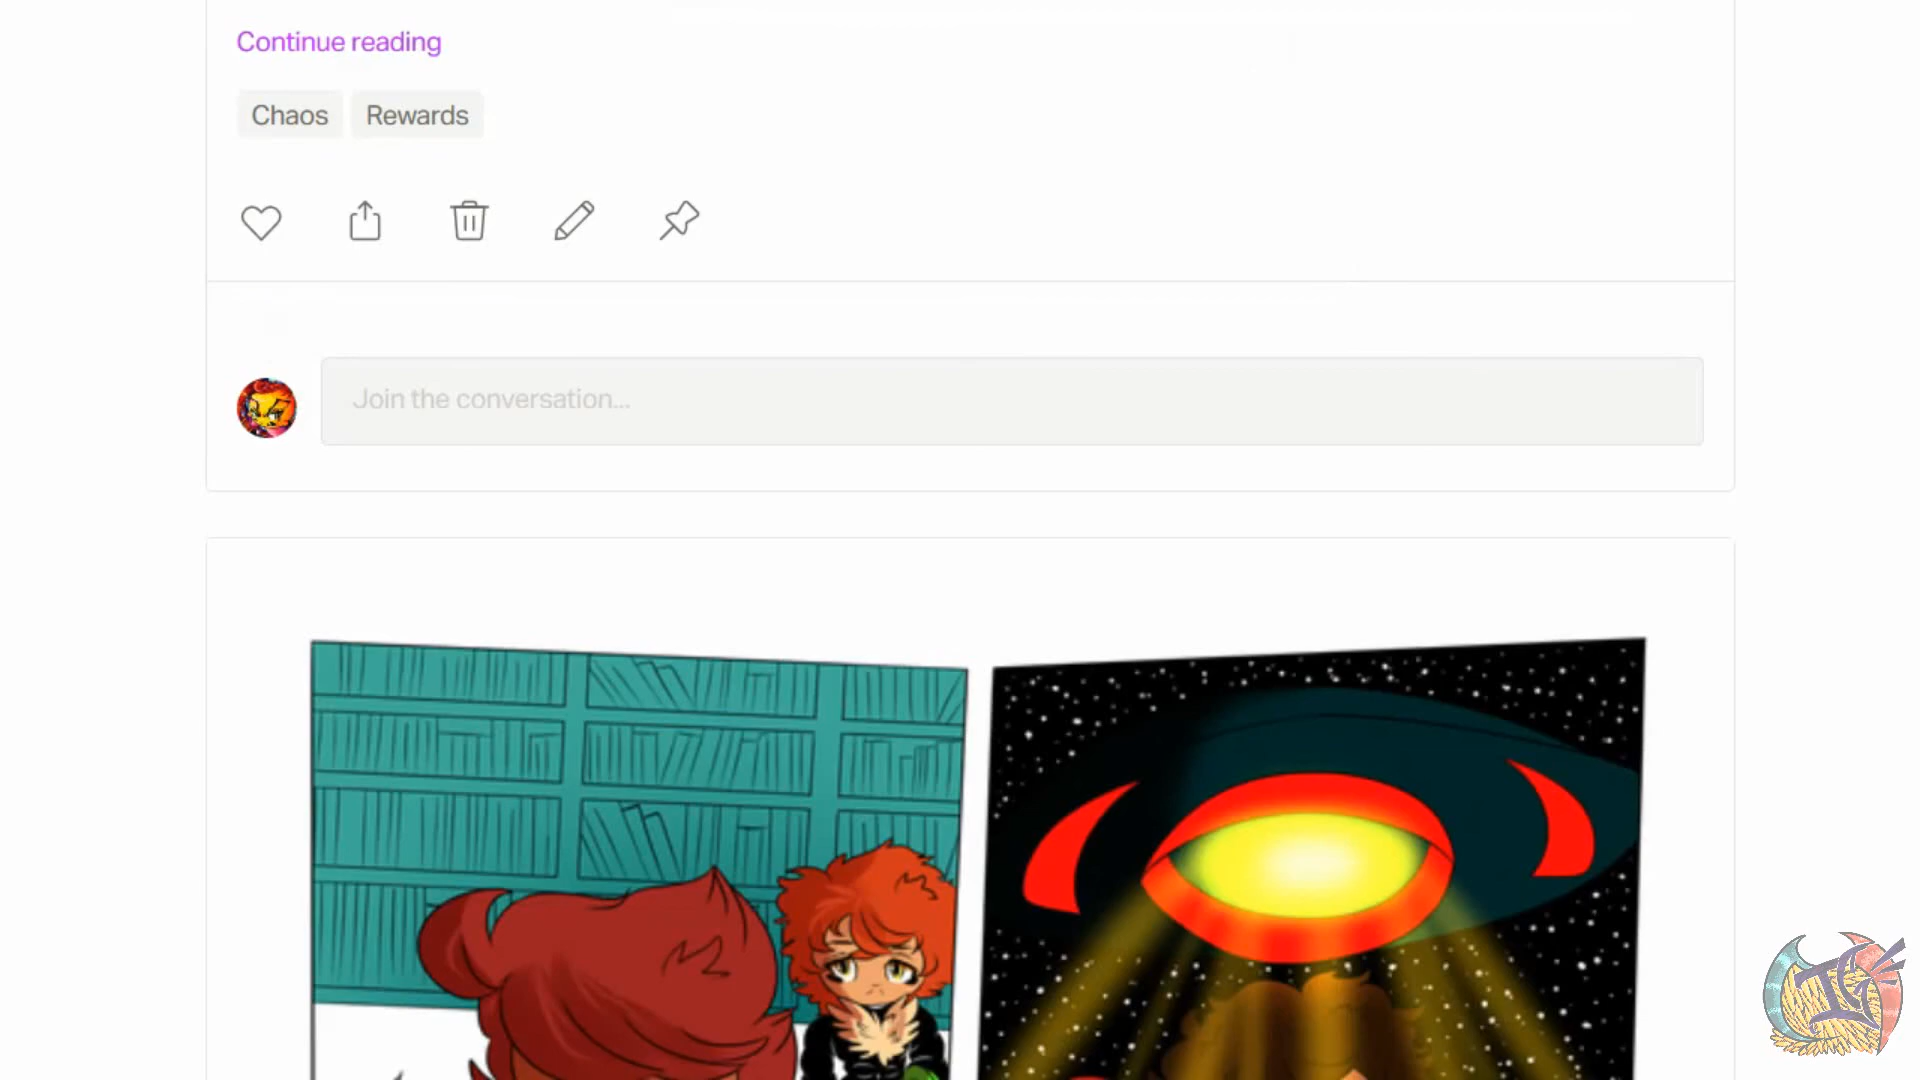 Continue reading
Chaos
Rewards
Join the conversation...